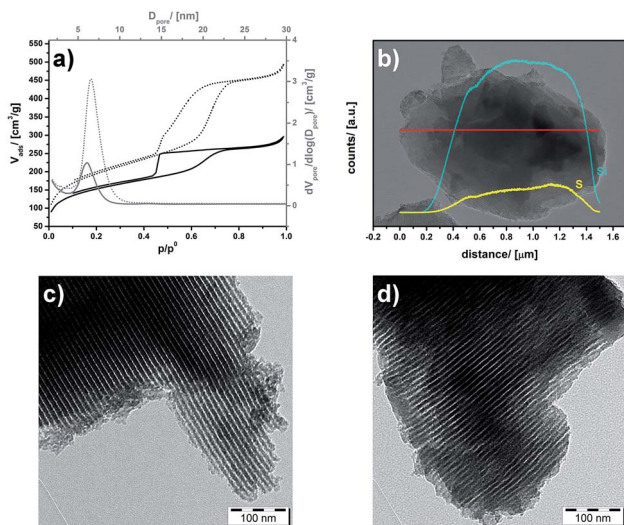 D_pore/ [nm]
5 10 15 20 25 30
a)
550
500
450
400
350
300
250
200
150
100
50
V_ads/ [cm³/g]
4
3
2
1
0
dV_pore/dlog(D_pore)/ [cm³/g]
0.0 0.2 0.4 0.6 0.8 1.0
p/p⁰
b)
counts/ [a.u.]
Si
S
-0.2 0.0 0.2 0.4 0.6 0.8 1.0 1.2 1.4 1.6
distance/ [µm]
c)
100 nm
d)
100 nm